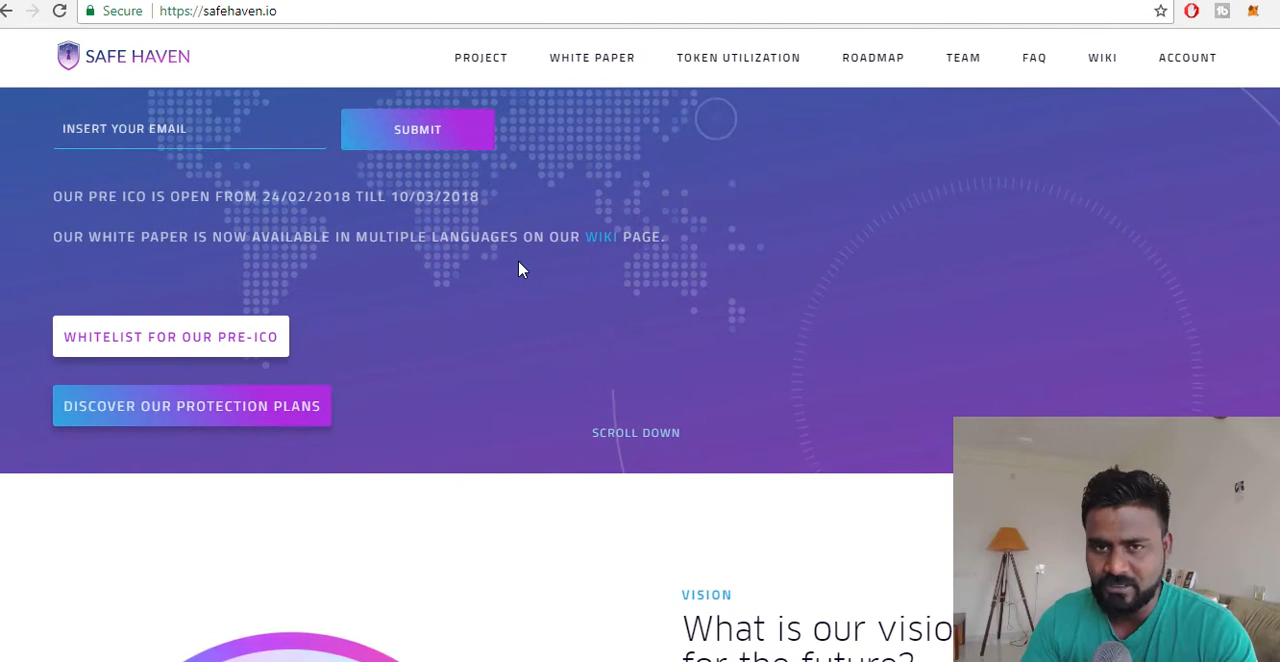 Secure https://safehaven.io
SAFE HAVEN
PROJECT WHITE PAPER TOKEN UTILIZATION ROADMAP TEAM FAQ WIKI ACCOUNT
INSERT YOUR EMAIL SUBMIT
OUR PRE ICO IS OPEN FROM 24/02/2018 TILL 10/03/2018
OUR WHITE PAPER IS NOW AVAILABLE IN MULTIPLE LANGUAGES ON OUR WIKI PAGE.
WHITELIST FOR OUR PRE-ICO
DISCOVER OUR PROTECTION PLANS
SCROLL DOWN
VISION
What is our visio
for the future?